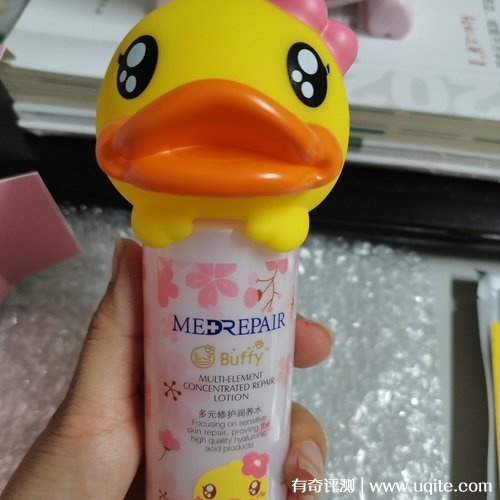 MEDREPAIR
Buffy
MULTI-ELEMENT
CONCENTRATED REPAIR
LOTION
多元修护润养水
Focusing on sensitive
skin repair, proving the
high quality hyaluronic
acid products
有奇评测 | www.uqite.com